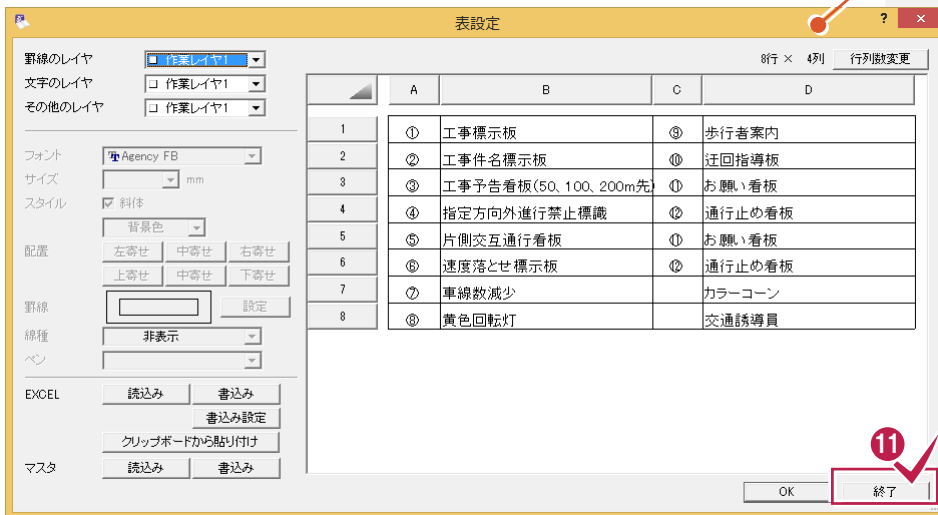 表設定
?
×
罫線のレイヤ 作業レイヤ1
文字のレイヤ 作業レイヤ1
その他のレイヤ 作業レイヤ1
8行 × 4列 行列数変更
フォント Agency FB
サイズ mm
スタイル 斜体
背景色
配置 左寄せ 中寄せ 右寄せ
上寄せ 中寄せ 下寄せ
罫線 設定
線種 非表示
ペン
EXCEL 読込み 書込み
書込み設定
クリップボードから貼り付け
マスタ 読込み 書込み
A B C D
1 ① 工事標示板 ⑨ 歩行者案内
2 ② 工事件名標示板 ⑩ 迂回指導板
3 ③ 工事予告看板(50、100、200m先) ⑪ お願い看板
4 ④ 指定方向外進行禁止標識 ⑫ 通行止め看板
5 ⑤ 片側交互通行看板 ⑪ お願い看板
6 ⑥ 速度落とせ標示板 ⑫ 通行止め看板
7 ⑦ 車線数減少 カラーコーン
8 ⑧ 黄色回転灯 交通誘導員
⑪
OK 終了